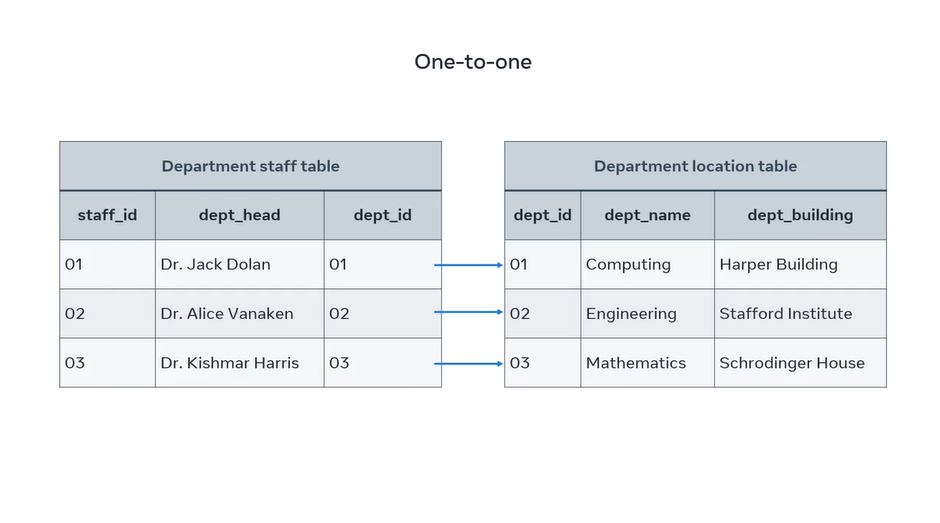 One-to-one
Department staff table
staff_id dept_head dept_id
01 Dr. Jack Dolan 01
02 Dr. Alice Vanaken 02
03 Dr. Kishmar Harris 03
Department location table
dept_id dept_name dept_building
01 Computing Harper Building
02 Engineering Stafford Institute
03 Mathematics Schrodinger House